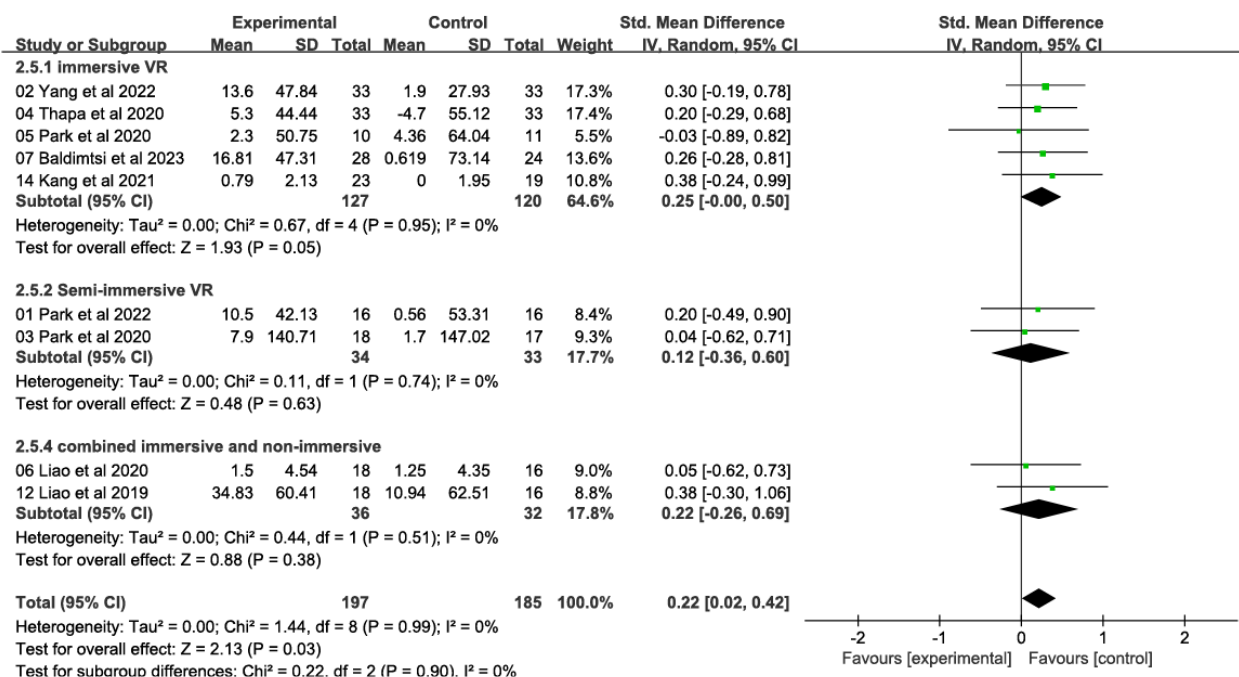 Experimental Control Std. Mean Difference Std. Mean Difference
Study or Subgroup Mean SD Total Mean SD Total Weight IV, Random, 95% CI IV, Random, 95% CI
2.5.1 immersive VR
02 Yang et al 2022 13.6 47.84 33 1.9 27.93 33 17.3% 0.30 [-0.19, 0.78]
04 Thapa et al 2020 5.3 44.44 33 -4.7 55.12 33 17.4% 0.20 [-0.29, 0.68]
05 Park et al 2020 2.3 50.75 10 4.36 64.04 11 5.5% -0.03 [-0.89, 0.82]
07 Baldimtsi et al 2023 16.81 47.31 28 0.619 73.14 24 13.6% 0.26 [-0.28, 0.81]
14 Kang et al 2021 0.79 2.13 23 0 1.95 19 10.8% 0.38 [-0.24, 0.99]
Subtotal (95% CI) 127 120 64.6% 0.25 [-0.00, 0.50]
Heterogeneity: Tau² = 0.00; Chi² = 0.67, df = 4 (P = 0.95); I² = 0%
Test for overall effect: Z = 1.93 (P = 0.05)
2.5.2 Semi-immersive VR
01 Park et al 2022 10.5 42.13 16 0.56 53.31 16 8.4% 0.20 [-0.49, 0.90]
03 Park et al 2020 7.9 140.71 18 1.7 147.02 17 9.3% 0.04 [-0.62, 0.71]
Subtotal (95% CI) 34 33 17.7% 0.12 [-0.36, 0.60]
Heterogeneity: Tau² = 0.00; Chi² = 0.11, df = 1 (P = 0.74); I² = 0%
Test for overall effect: Z = 0.48 (P = 0.63)
2.5.4 combined immersive and non-immersive
06 Liao et al 2020 1.5 4.54 18 1.25 4.35 16 9.0% 0.05 [-0.62, 0.73]
12 Liao et al 2019 34.83 60.41 18 10.94 62.51 16 8.8% 0.38 [-0.30, 1.06]
Subtotal (95% CI) 36 32 17.8% 0.22 [-0.26, 0.69]
Heterogeneity: Tau² = 0.00; Chi² = 0.44, df = 1 (P = 0.51); I² = 0%
Test for overall effect: Z = 0.88 (P = 0.38)
Total (95% CI) 197 185 100.0% 0.22 [0.02, 0.42]
Heterogeneity: Tau² = 0.00; Chi² = 1.44, df = 8 (P = 0.99); I² = 0%
Test for overall effect: Z = 2.13 (P = 0.03)
Test for subgroup differences: Chi² = 0.22, df = 2 (P = 0.90), I² = 0%
-2 -1 0 1 2
Favours [experimental] Favours [control]